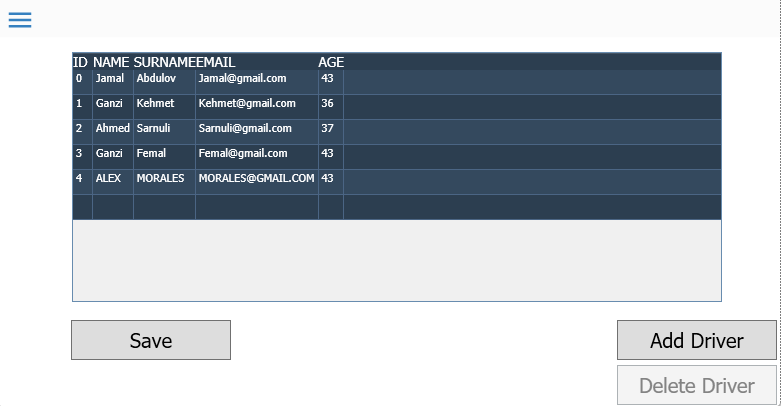 ID NAME SURNAME EMAIL AGE
0 Jamal Abdulov Jamal@gmail.com 43
1 Ganzi Kehmet Kehmet@gmail.com 36
2 Ahmed Sarnuli Sarnuli@gmail.com 37
3 Ganzi Femal Femal@gmail.com 43
4 ALEX MORALES MORALES@GMAIL.COM 43
Save
Add Driver
Delete Driver